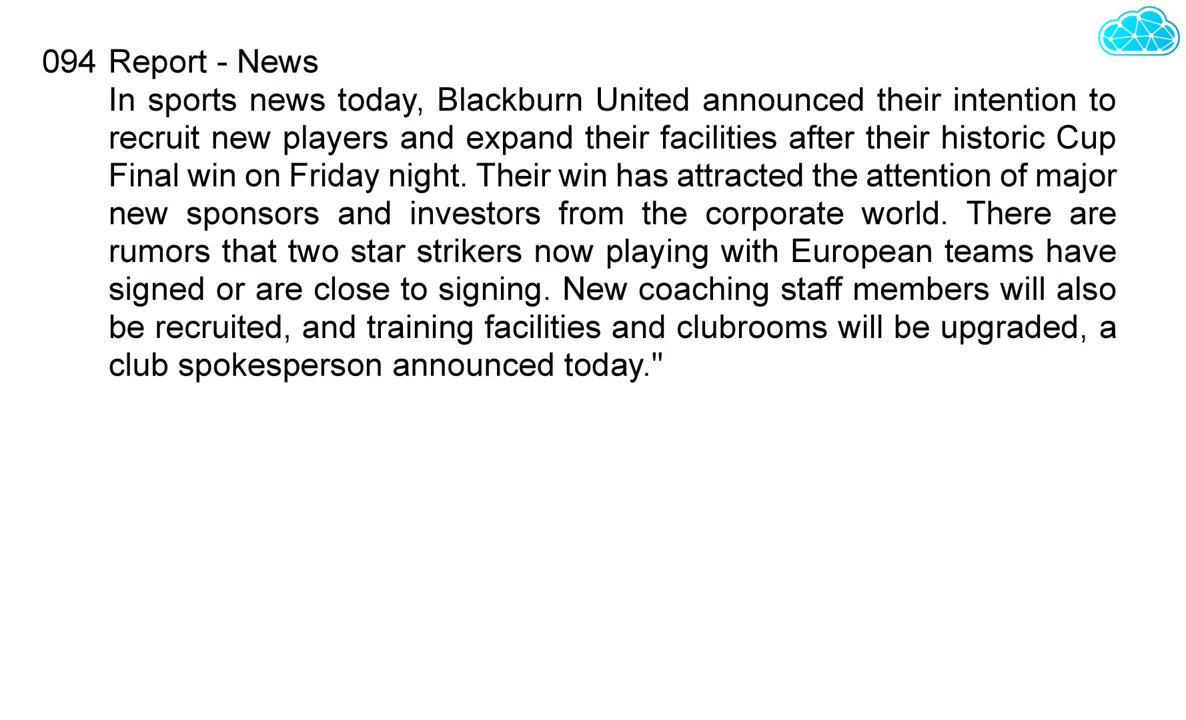 094 Report - News
In sports news today, Blackburn United announced their intention to
recruit new players and expand their facilities after their historic Cup
Final win on Friday night. Their win has attracted the attention of major
new sponsors and investors from the corporate world. There are
rumors that two star strikers now playing with European teams have
signed or are close to signing. New coaching staff members will also
be recruited, and training facilities and clubrooms will be upgraded, a
club spokesperson announced today."